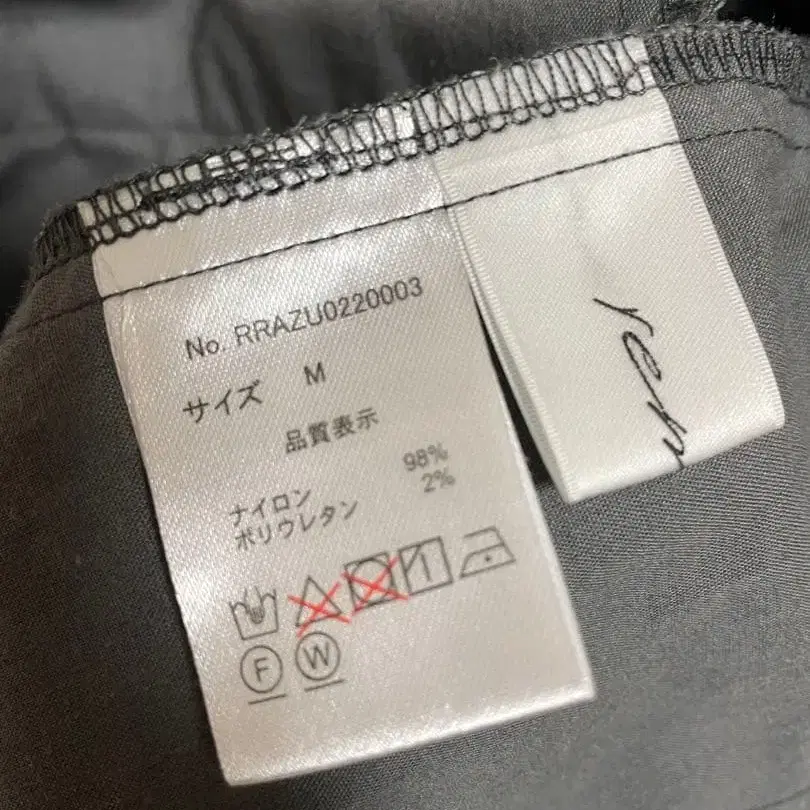 No. RRAZU0220003
サイズ M
品質表示
ナイロン 98%
ポリウレタン 2%
F W